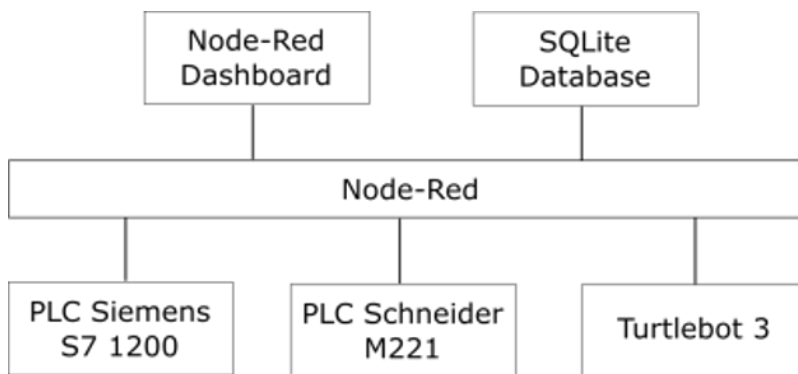 Node-Red
Dashboard
SQLite
Database
Node-Red
PLC Siemens
S7 1200
PLC Schneider
M221
Turtlebot 3